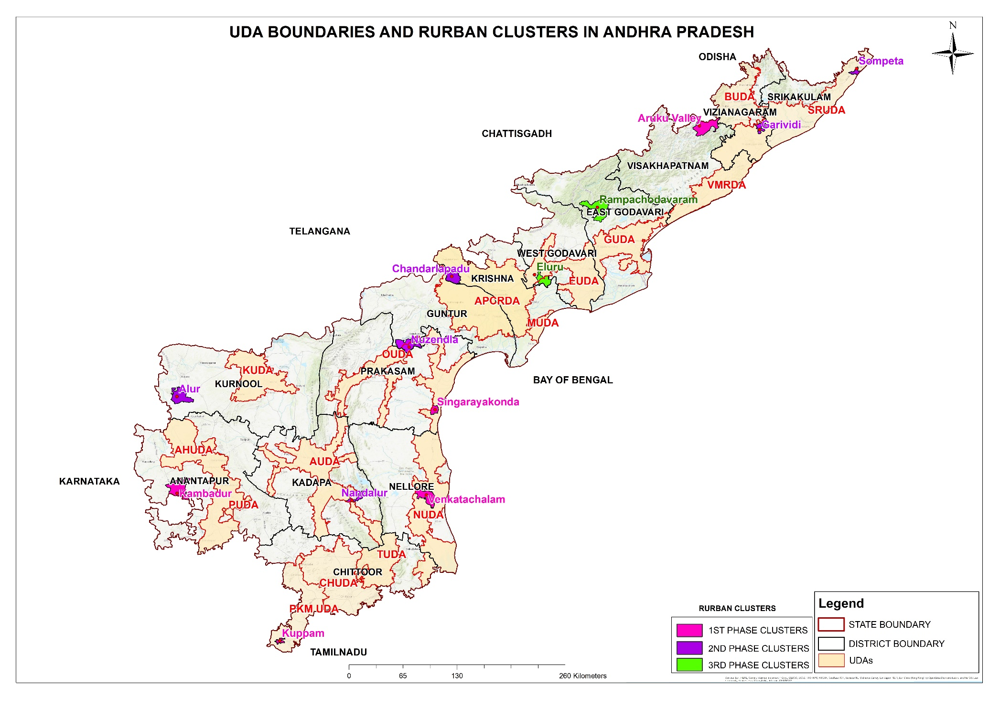 UDA BOUNDARIES AND RURBAN CLUSTERS IN ANDHRA PRADESH
N
ODISHA
Sompeta
BUDA
SRIKAKULAM
SRUDA
VIZIANAGARAM
Aruku Valley
Garividi
CHATTISGADH
VISAKHAPATNAM
VMRDA
Rampachodavaram
EAST GODAVARI
TELANGANA
GUDA
WEST GODAVARI
Eluru
Chandarlapadu
KRISHNA
EUDA
APCRDA
GUNTUR
MUDA
Nuzendla
OUDA
PRAKASAM
KUDA
KURNOOL
BAY OF BENGAL
Alur
Singarayakonda
AHUDA
AUDA
KARNATAKA
ANANTAPUR
KADAPA
NELLORE
Kambadur
Nandalur
Venkatachalam
PUDA
NUDA
TUDA
CHITTOOR
CHUDA
PKM UDA
Kuppam
TAMILNADU
0 65 130 260 Kilometers
RURBAN CLUSTERS
1ST PHASE CLUSTERS
2ND PHASE CLUSTERS
3RD PHASE CLUSTERS
Legend
STATE BOUNDARY
DISTRICT BOUNDARY
UDAs